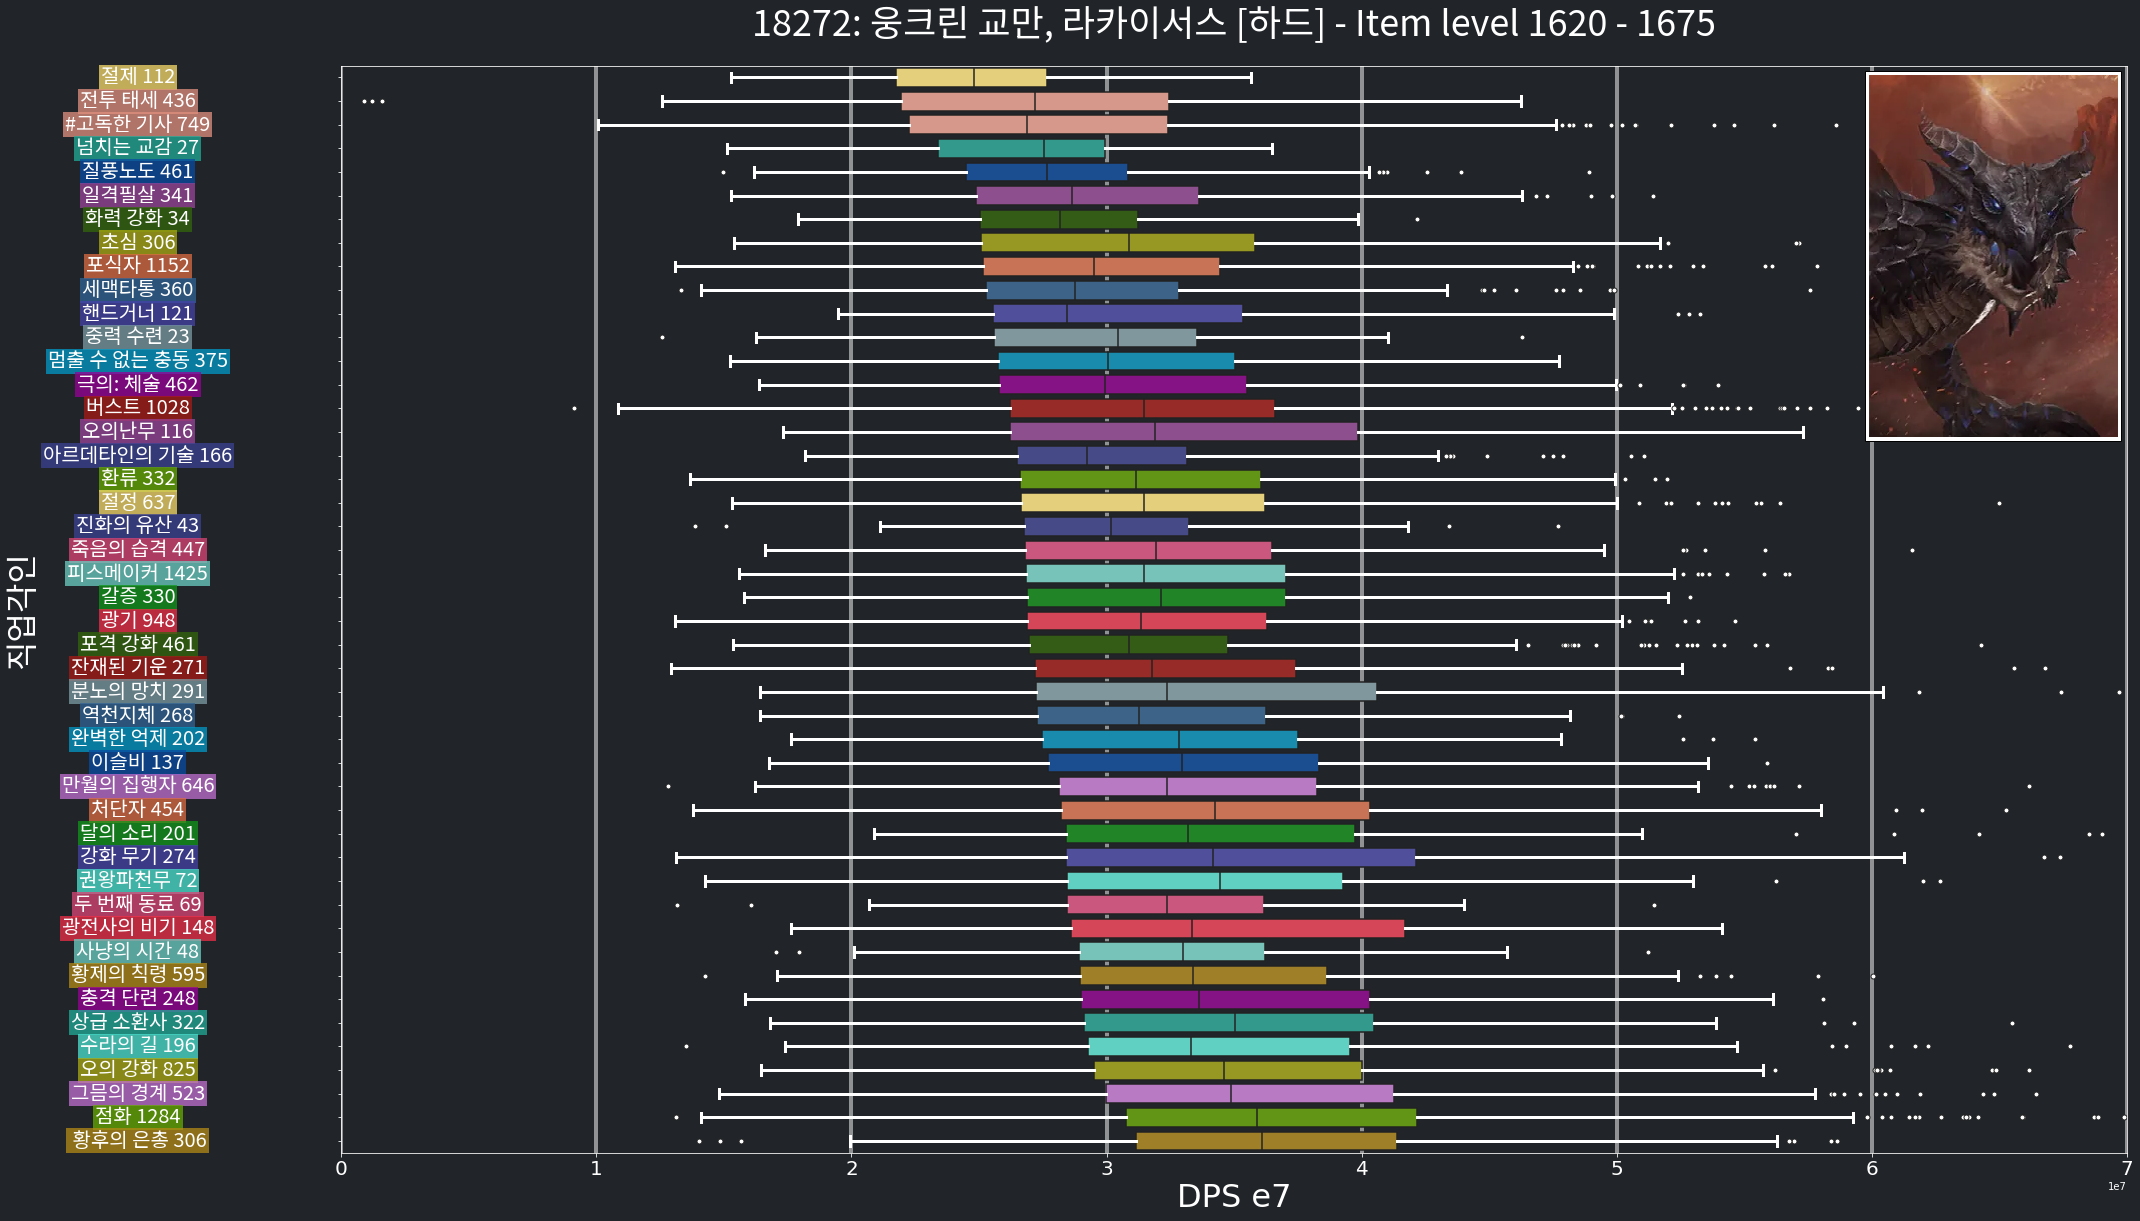 18272: 웅크린 교만, 라카이서스 [하드] - Item level 1620 - 1675
절제 112
전투 태세 436
#고독한 기사 749
넘치는 교감 27
질풍노도 461
일격필살 341
화력 강화 34
초심 306
포식자 1152
세맥타통 360
핸드거너 121
중력 수련 23
멈출 수 없는 충동 375
극의: 체술 462
버스트 1028
오의난무 116
아르데타인의 기술 166
환류 332
절정 637
진화의 유산 43
죽음의 습격 447
피스메이커 1425
갈증 330
광기 948
포격 강화 461
잔재된 기운 271
분노의 망치 291
역천지체 268
완벽한 억제 202
이슬비 137
만월의 집행자 646
처단자 454
달의 소리 201
강화 무기 274
권왕파천무 72
두 번째 동료 69
광전사의 비기 148
사냥의 시간 48
황제의 칙령 595
충격 단련 248
상급 소환사 322
수라의 길 196
오의 강화 825
그믐의 경계 523
점화 1284
황후의 은총 306
직업각인
0 1 2 3 4 5 6 7
DPS e7
1e7